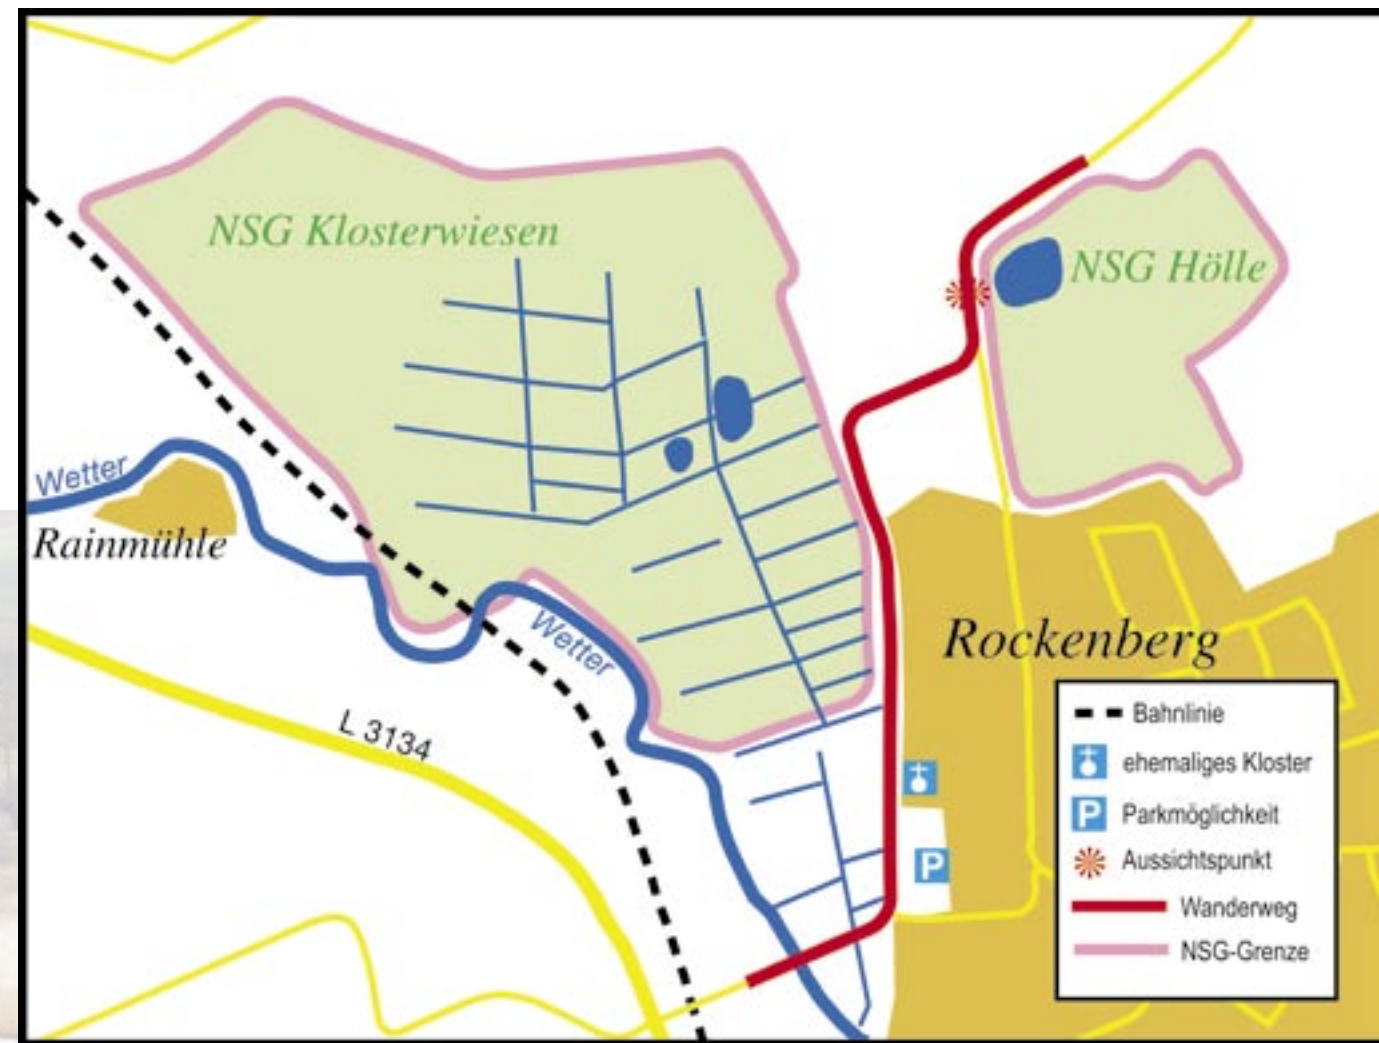 NSG Klosterwiesen
NSG Hölle
Wetter
Rainmühle
Wetter
Rockenberg
L 3134
Bahnlinie
ehemaliges Kloster
P
P Parkmöglichkeit
Aussichtspunkt
Wanderweg
NSG-Grenze